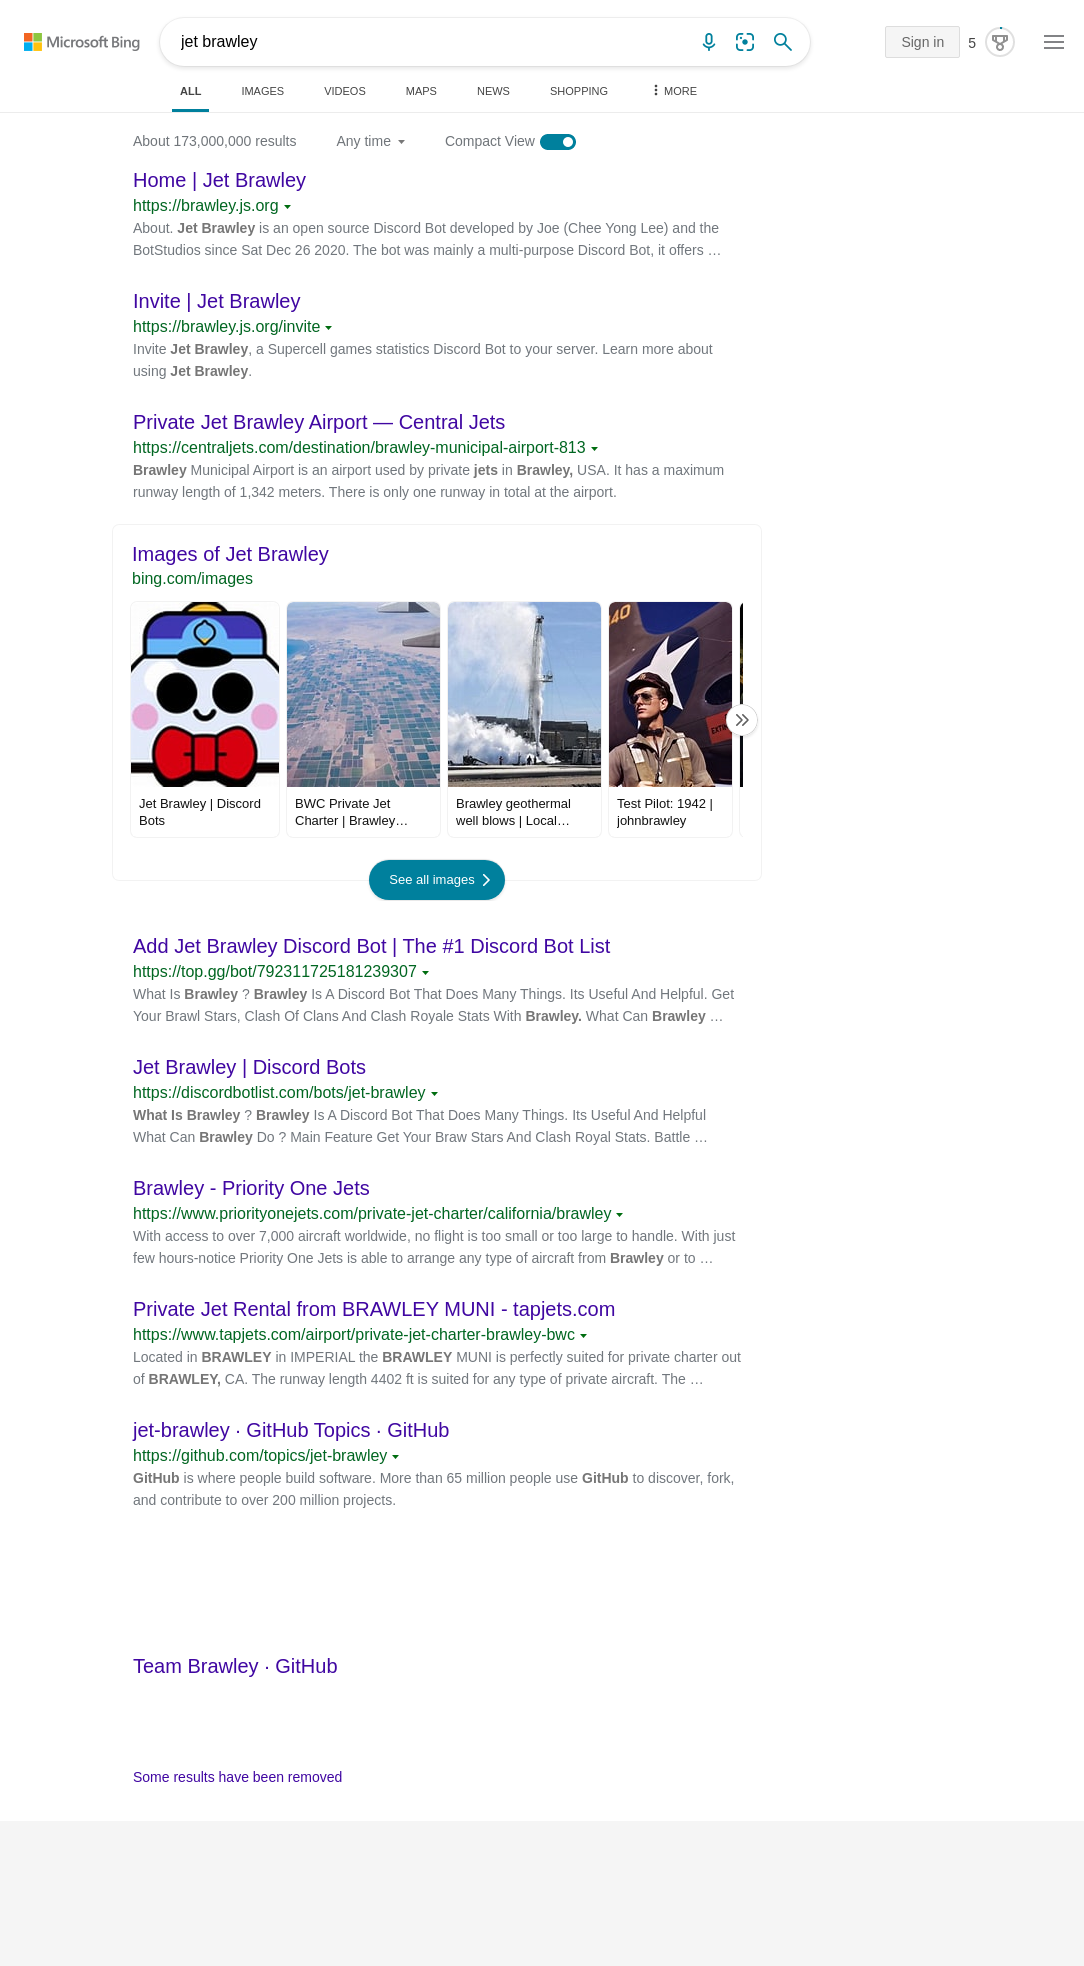 Microsoft Bing
jet brawley
Sign in
5
ALL
IMAGES
VIDEOS
MAPS
NEWS
SHOPPING
MORE
About 173,000,000 results
Any time
Compact View
Home | Jet Brawley
https://brawley.js.org
About. Jet Brawley is an open source Discord Bot developed by Joe (Chee Yong Lee) and the
BotStudios since Sat Dec 26 2020. The bot was mainly a multi-purpose Discord Bot, it offers …
Invite | Jet Brawley
https://brawley.js.org/invite
Invite Jet Brawley, a Supercell games statistics Discord Bot to your server. Learn more about
using Jet Brawley.
Private Jet Brawley Airport — Central Jets
https://centraljets.com/destination/brawley-municipal-airport-813
Brawley Municipal Airport is an airport used by private jets in Brawley, USA. It has a maximum
runway length of 1,342 meters. There is only one runway in total at the airport.
Images of Jet Brawley
bing.com/images
40
EXTIN
Jet Brawley | Discord
Bots
BWC Private Jet
Charter | Brawley…
Brawley geothermal
well blows | Local…
Test Pilot: 1942 |
johnbrawley
See all images
Add Jet Brawley Discord Bot | The #1 Discord Bot List
https://top.gg/bot/792311725181239307
What Is Brawley ? Brawley Is A Discord Bot That Does Many Things. Its Useful And Helpful. Get
Your Brawl Stars, Clash Of Clans And Clash Royale Stats With Brawley. What Can Brawley …
Jet Brawley | Discord Bots
https://discordbotlist.com/bots/jet-brawley
What Is Brawley ? Brawley Is A Discord Bot That Does Many Things. Its Useful And Helpful
What Can Brawley Do ? Main Feature Get Your Braw Stars And Clash Royal Stats. Battle …
Brawley - Priority One Jets
https://www.priorityonejets.com/private-jet-charter/california/brawley
With access to over 7,000 aircraft worldwide, no flight is too small or too large to handle. With just
few hours-notice Priority One Jets is able to arrange any type of aircraft from Brawley or to …
Private Jet Rental from BRAWLEY MUNI - tapjets.com
https://www.tapjets.com/airport/private-jet-charter-brawley-bwc
Located in BRAWLEY in IMPERIAL the BRAWLEY MUNI is perfectly suited for private charter out
of BRAWLEY, CA. The runway length 4402 ft is suited for any type of private aircraft. The …
jet-brawley · GitHub Topics · GitHub
https://github.com/topics/jet-brawley
GitHub is where people build software. More than 65 million people use GitHub to discover, fork,
and contribute to over 200 million projects.
Team Brawley · GitHub
Some results have been removed